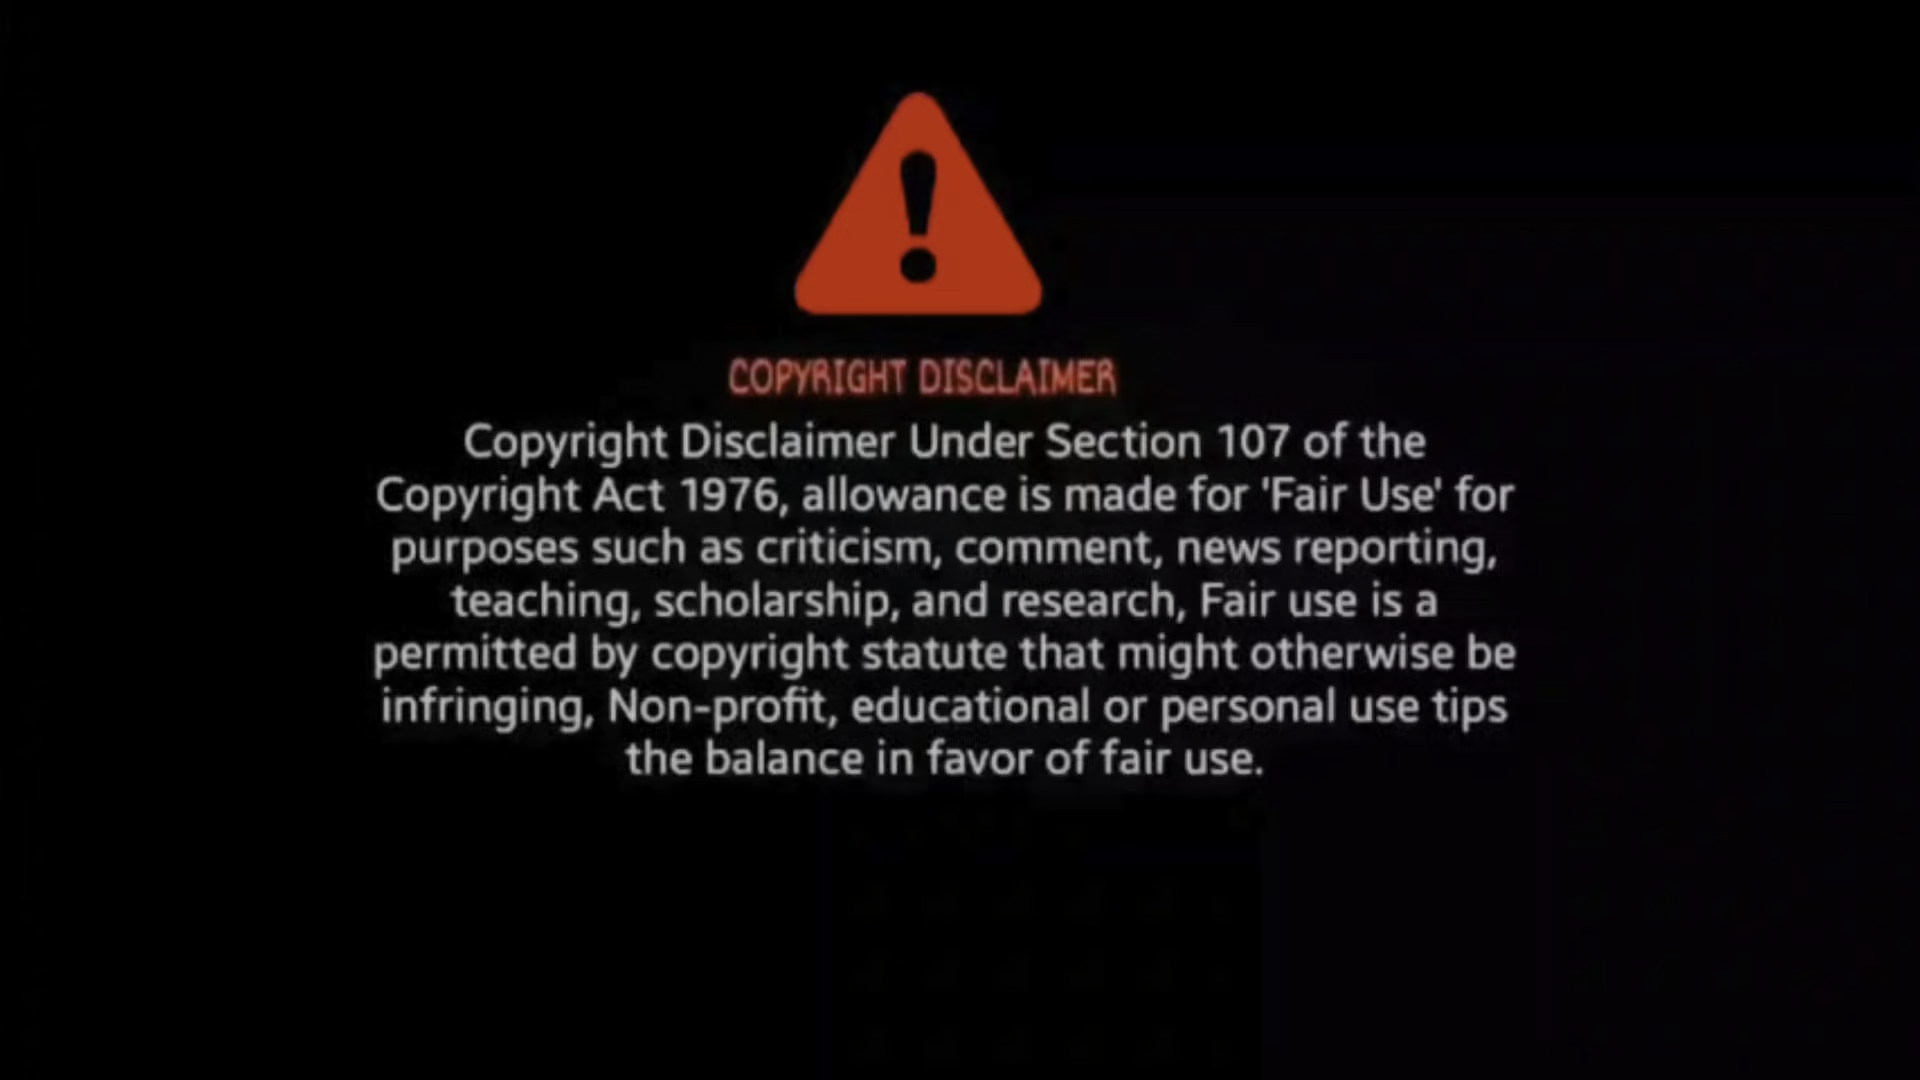 COPYRIGHT DISCLAIMER
Copyright Disclaimer Under Section 107 of the
Copyright Act 1976, allowance is made for 'Fair Use' for
purposes such as criticism, comment, news reporting,
teaching, scholarship, and research, Fair use is a
permitted by copyright statute that might otherwise be
infringing, Non-profit, educational or personal use tips
the balance in favor of fair use.